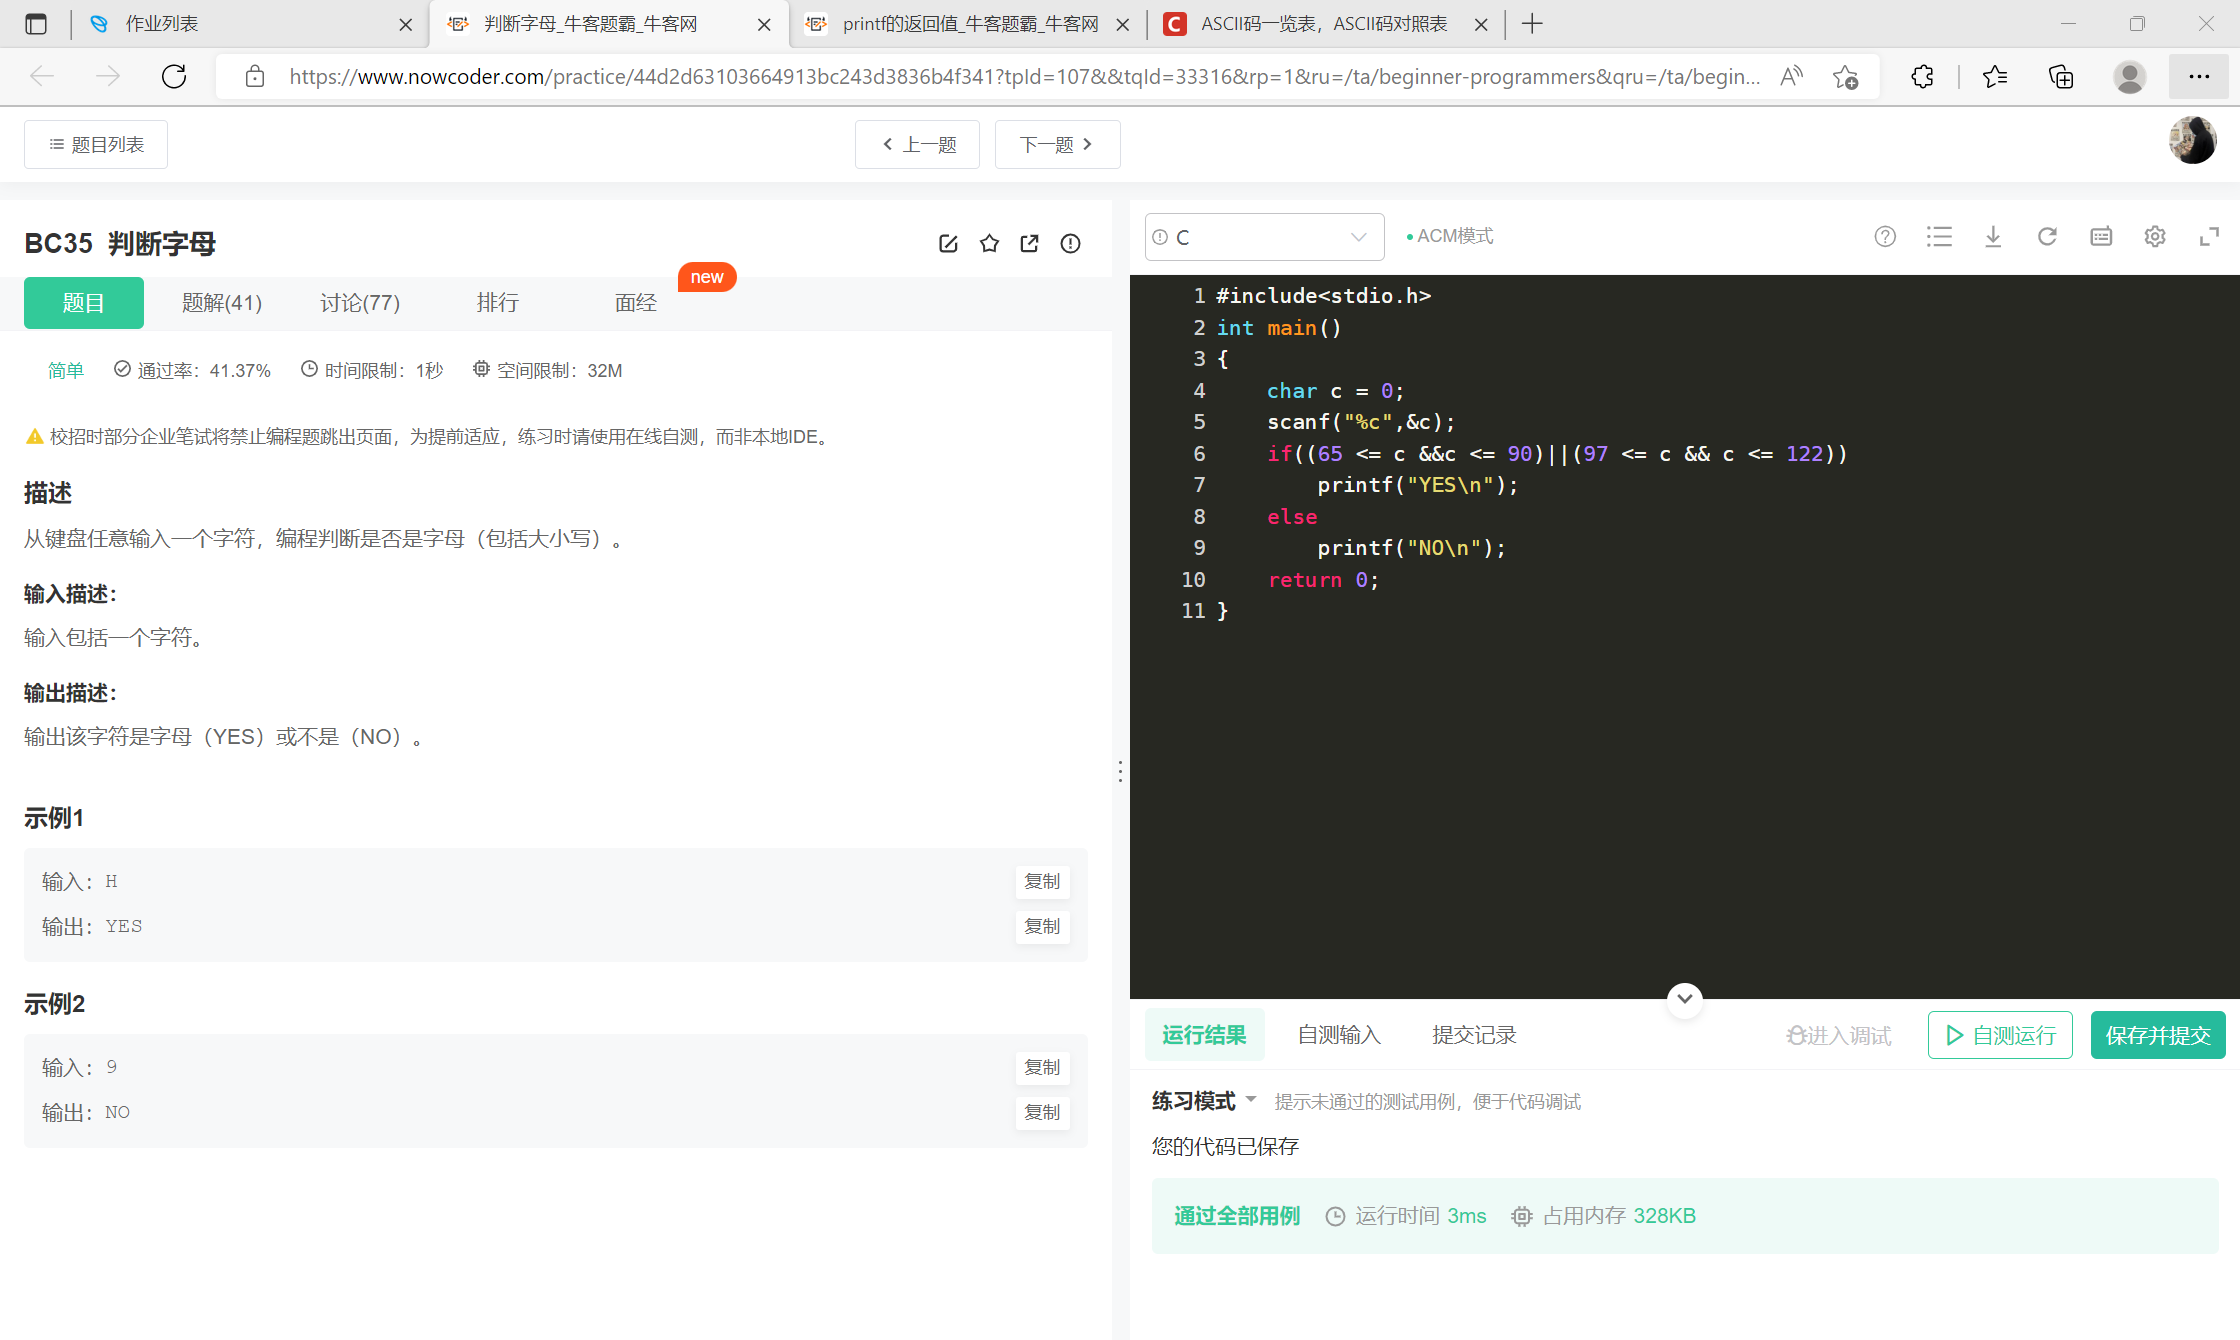 作业列表
判断字母_牛客题霸_牛客网
printf的返回值_牛客题霸_牛客网
ASCII码一览表，ASCII码对照表
https://www.nowcoder.com/practice/44d2d63103664913bc243d3836b4f341?tpId=107&&tqId=33316&rp=1&ru=/ta/beginner-programmers&qru=/ta/begin...
题目列表
上一题
下一题
BC35 判断字母
题目
题解(41)
讨论(77)
排行
面经
new
简单
通过率：41.37%
时间限制：1秒
空间限制：32M
校招时部分企业笔试将禁止编程题跳出页面，为提前适应，练习时请使用在线自测，而非本地IDE。
描述
从键盘任意输入一个字符，编程判断是否是字母（包括大小写）。
输入描述：
输入包括一个字符。
输出描述：
输出该字符是字母（YES）或不是（NO）。
示例1
输入：H
复制
输出：YES
复制
示例2
输入：9
复制
输出：NO
复制
C
ACM模式
1 #include<stdio.h>
2 int main()
3 {
4     char c = 0;
5     scanf("%c",&c);
6     if((65 <= c &&c <= 90)||(97 <= c && c <= 122))
7         printf("YES\n");
8     else
9         printf("NO\n");
10     return 0;
11 }
运行结果
自测输入
提交记录
进入调试
自测运行
保存并提交
练习模式
提示未通过的测试用例，便于代码调试
您的代码已保存
通过全部用例
运行时间 3ms
占用内存 328KB